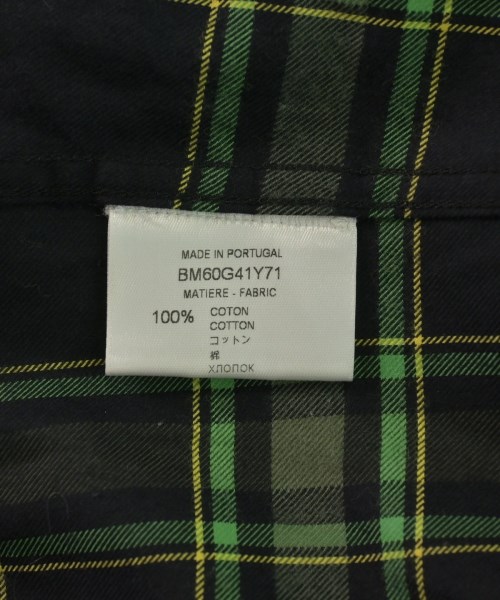 MADE IN PORTUGAL
BM60G41Y71
MATIERE - FABRIC
100% COTON
COTTON
コットン
棉
ХЛОПОК